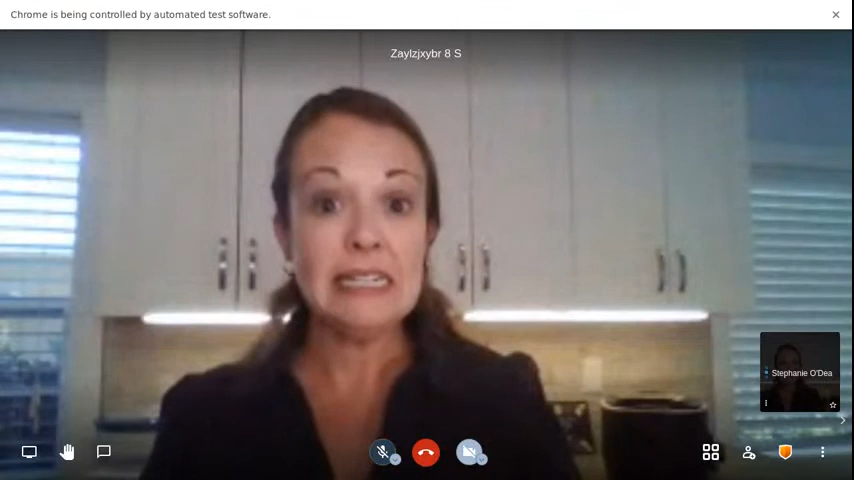 Chrome is being controlled by automated test software.
Zaylzjxybr 8 S
Stephanie O'Dea